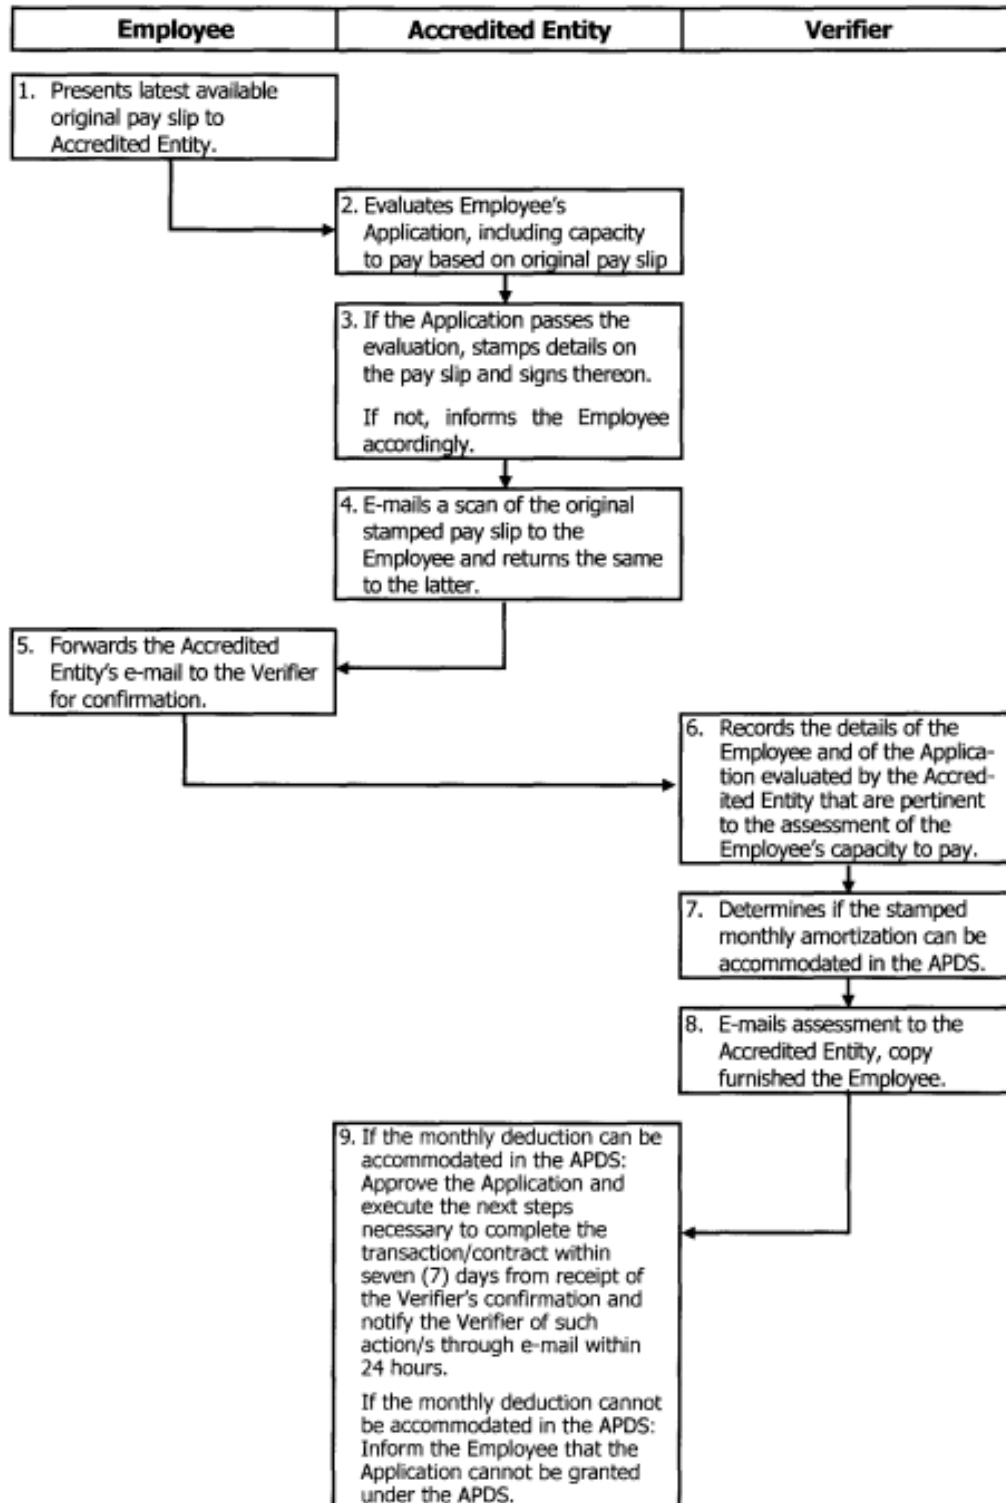 Employee
Accredited Entity
Verifier
1. Presents latest available
original pay slip to
Accredited Entity.
2. Evaluates Employee's
Application, including capacity
to pay based on original pay slip
3. If the Application passes the
evaluation, stamps details on
the pay slip and signs thereon.
If not, informs the Employee
accordingly.
4. E-mails a scan of the original
stamped pay slip to the
Employee and returns the same
to the latter.
5. Forwards the Accredited
Entity's e-mail to the Verifier
for confirmation.
6. Records the details of the
Employee and of the Applica-
tion evaluated by the Accred-
ited Entity that are pertinent
to the assessment of the
Employee's capacity to pay.
7. Determines if the stamped
monthly amortization can be
accommodated in the APDS.
8. E-mails assessment to the
Accredited Entity, copy
furnished the Employee.
9. If the monthly deduction can be
accommodated in the APDS:
Approve the Application and
execute the next steps
necessary to complete the
transaction/contract within
seven (7) days from receipt of
the Verifier's confirmation and
notify the Verifier of such
action/s through e-mail within
24 hours.
If the monthly deduction cannot
be accommodated in the APDS:
Inform the Employee that the
Application cannot be granted
under the APDS.